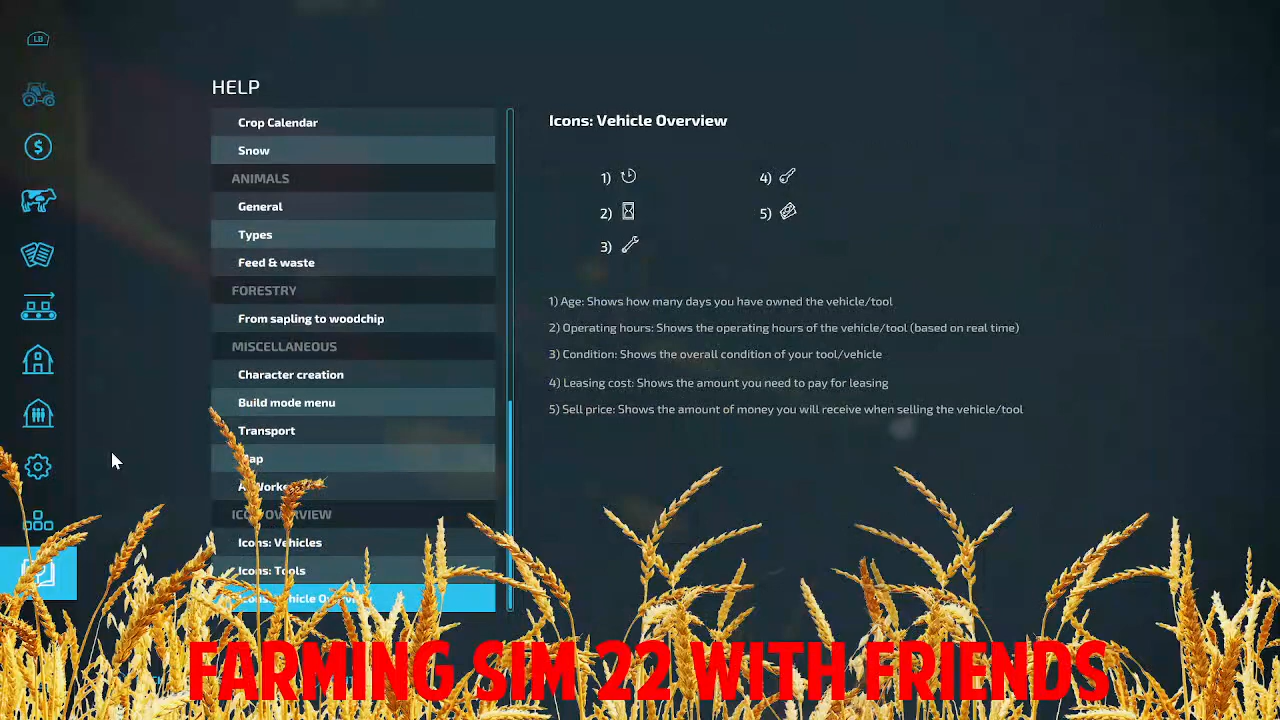 LB
HELP
Crop Calendar
Snow
ANIMALS
General
Types
Feed & waste
FORESTRY
From sapling to woodchip
MISCELLANEOUS
Character creation
Build mode menu
Transport
Icons: Vehicles
Icons: Tools
Icons: Vehicle Overview
1)
2)
3)
4)
5)
1) Age: Shows how many days you have owned the vehicle/tool
2) Operating hours: Shows the operating hours of the vehicle/tool (based on real time)
3) Condition: Shows the overall condition of your tool/vehicle
4) Leasing cost: Shows the amount you need to pay for leasing
5) Sell price: Shows the amount of money you will receive when selling the vehicle/tool
FARMING SIM 22 WITH FRIENDS